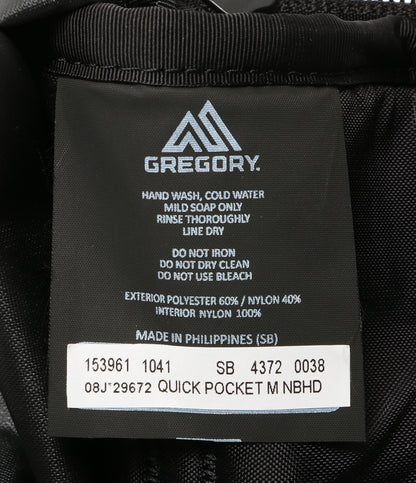 GREGORY.
HAND WASH, COLD WATER
MILD SOAP ONLY
RINSE THOROUGHLY
LINE DRY
DO NOT IRON
DO NOT DRY CLEAN
DO NOT USE BLEACH
EXTERIOR POLYESTER 60% / NYLON 40%
INTERIOR NYLON 100%
MADE IN PHILIPPINES (SB)
153961 1041 SB 4372 0038
08J*29672 QUICK POCKET M NBHD